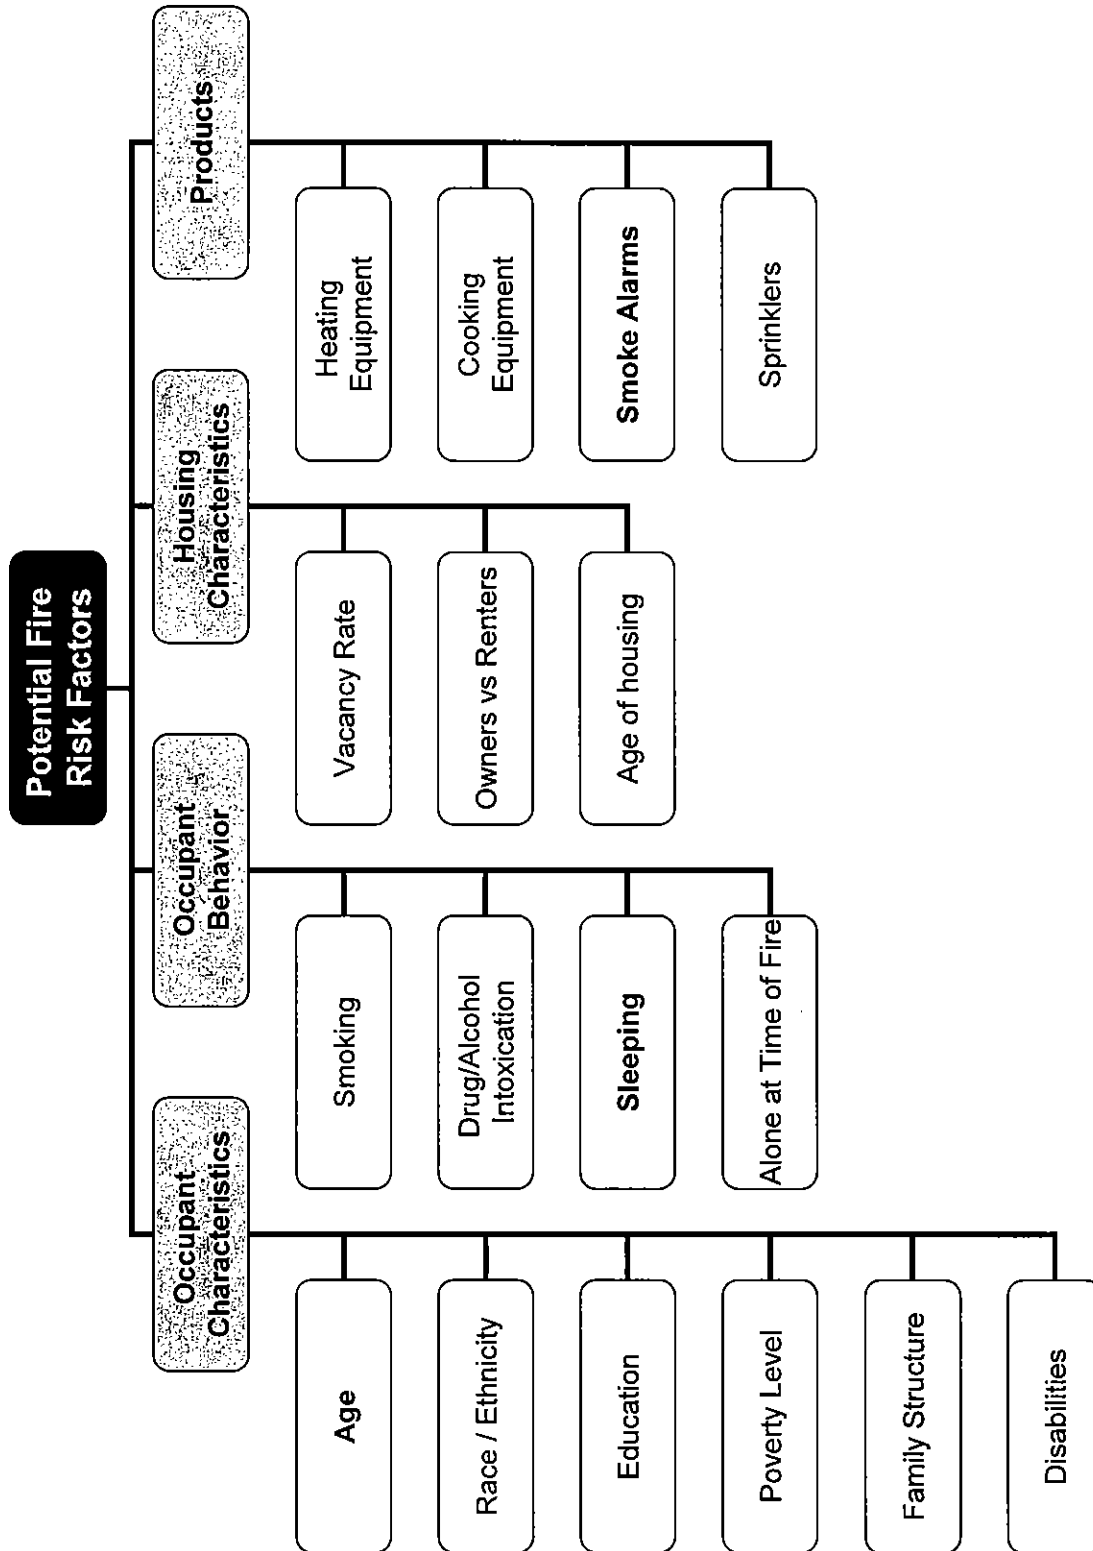 Potential Fire
Risk Factors
Occupant
Characteristics
Age
Race / Ethnicity
Education
Poverty Level
Family Structure
Disabilities
Occupant
Behavior
Smoking
Drug/Alcohol
Intoxication
Sleeping
Alone at Time of Fire
Housing
Characteristics
Vacancy Rate
Owners vs Renters
Age of housing
Products
Heating
Equipment
Cooking
Equipment
Smoke Alarms
Sprinklers